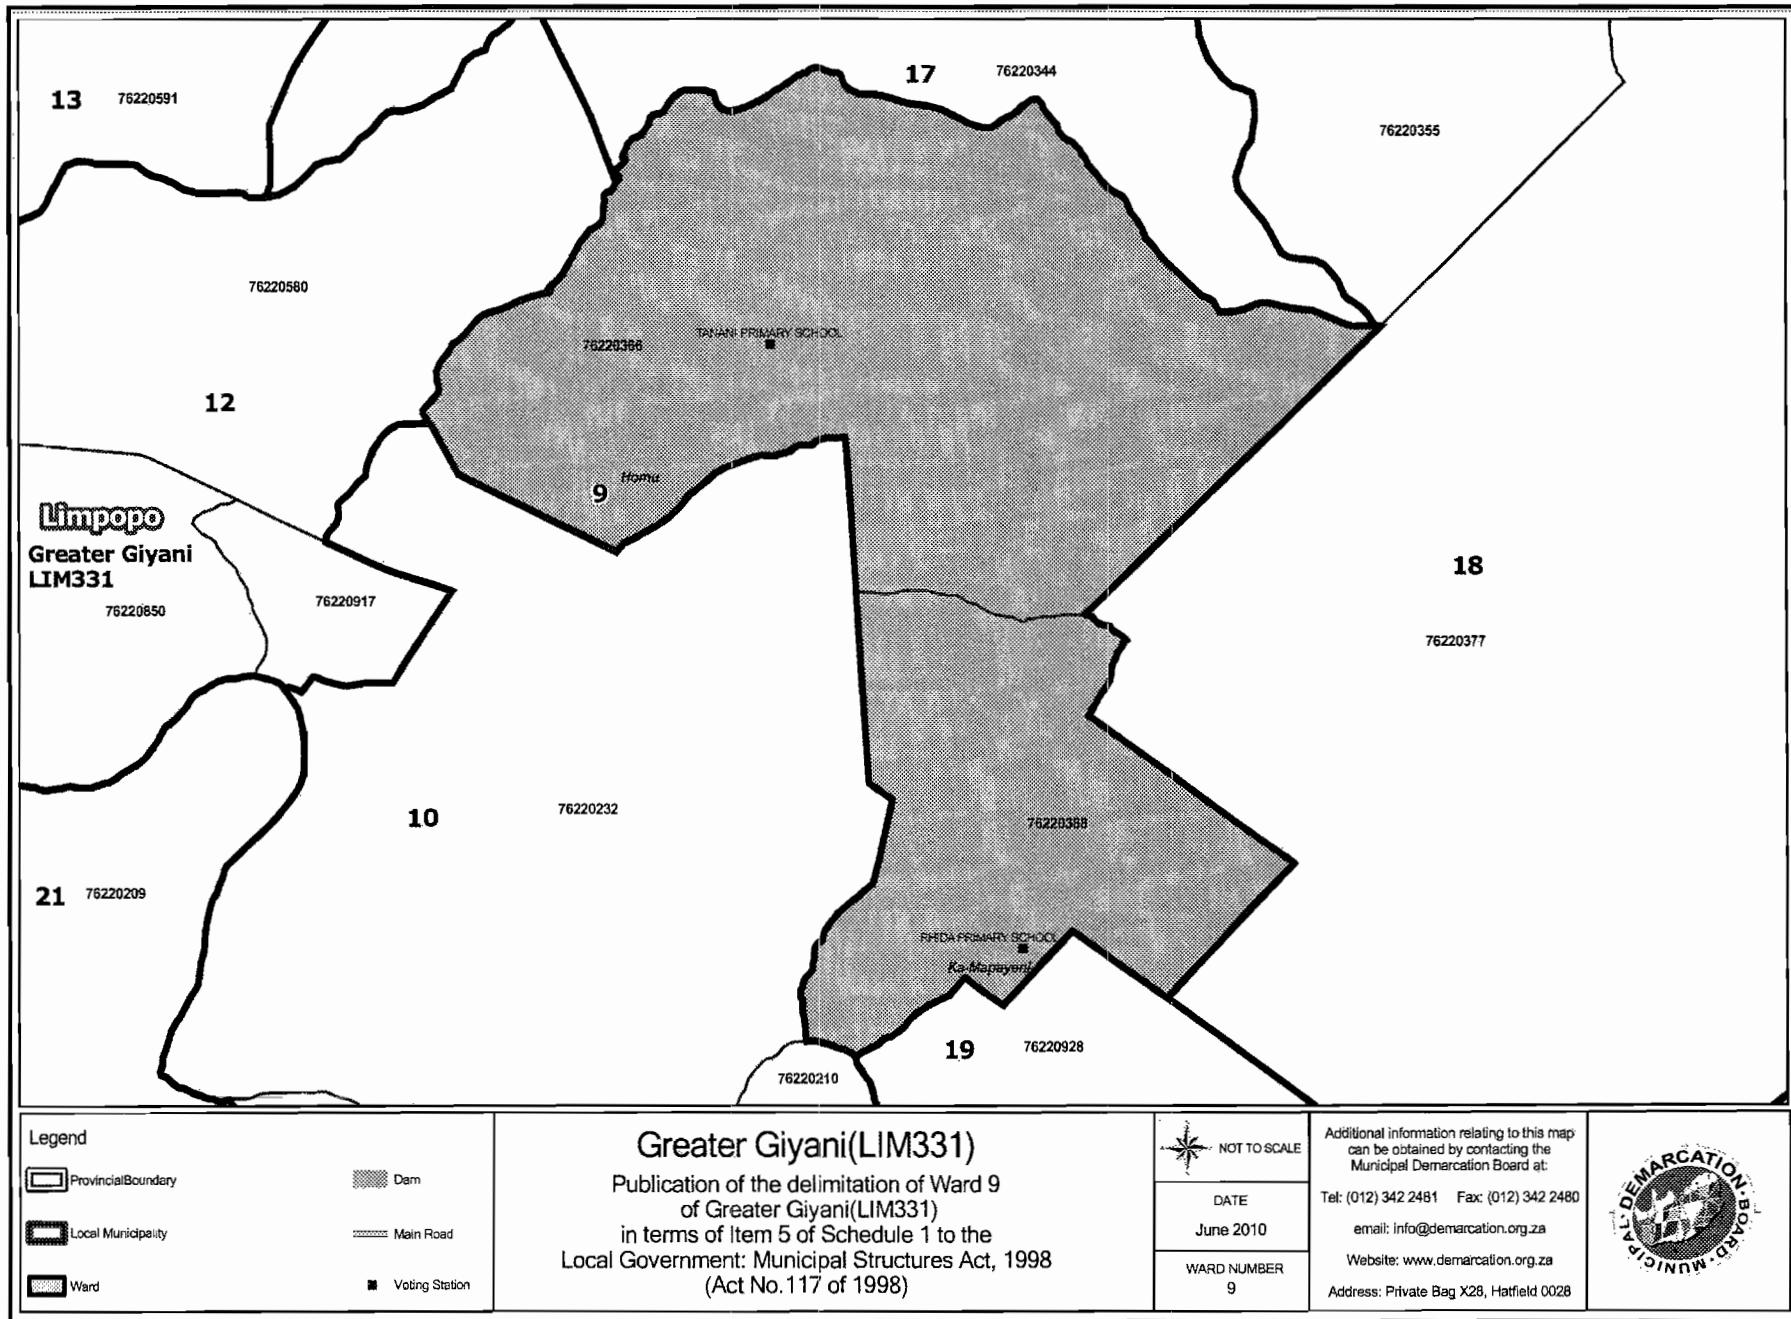 17
76220344
13
76220591
76220355
76220580
TANANI PRIMARY SCHOOL
76220366
12
Homu
9
Limpopo
Greater Giyani
LIM331
18
76220917
76220850
76220377
10
76220232
76220388
21
76220209
RHIDA PRIMARY SCHOOL
Ka-Mapayeni
19
76220928
76220210
Legend
ProvincialBoundary
Dam
Local Municipality
Main Road
Ward
Voting Station
Greater Giyani(LIM331)
Publication of the delimitation of Ward 9
of Greater Giyani(LIM331)
in terms of Item 5 of Schedule 1 to the
Local Government: Municipal Structures Act, 1998
(Act No.117 of 1998)
NOT TO SCALE
DATE
June 2010
WARD NUMBER
9
Additional information relating to this map
can be obtained by contacting the
Municipal Demarcation Board at:
Tel: (012) 342 2481 Fax: (012) 342 2480
email: info@demarcation.org.za
Website: www.demarcation.org.za
Address: Private Bag X28, Hatfield 0028
MUNICIPAL DEMARCATION BOARD